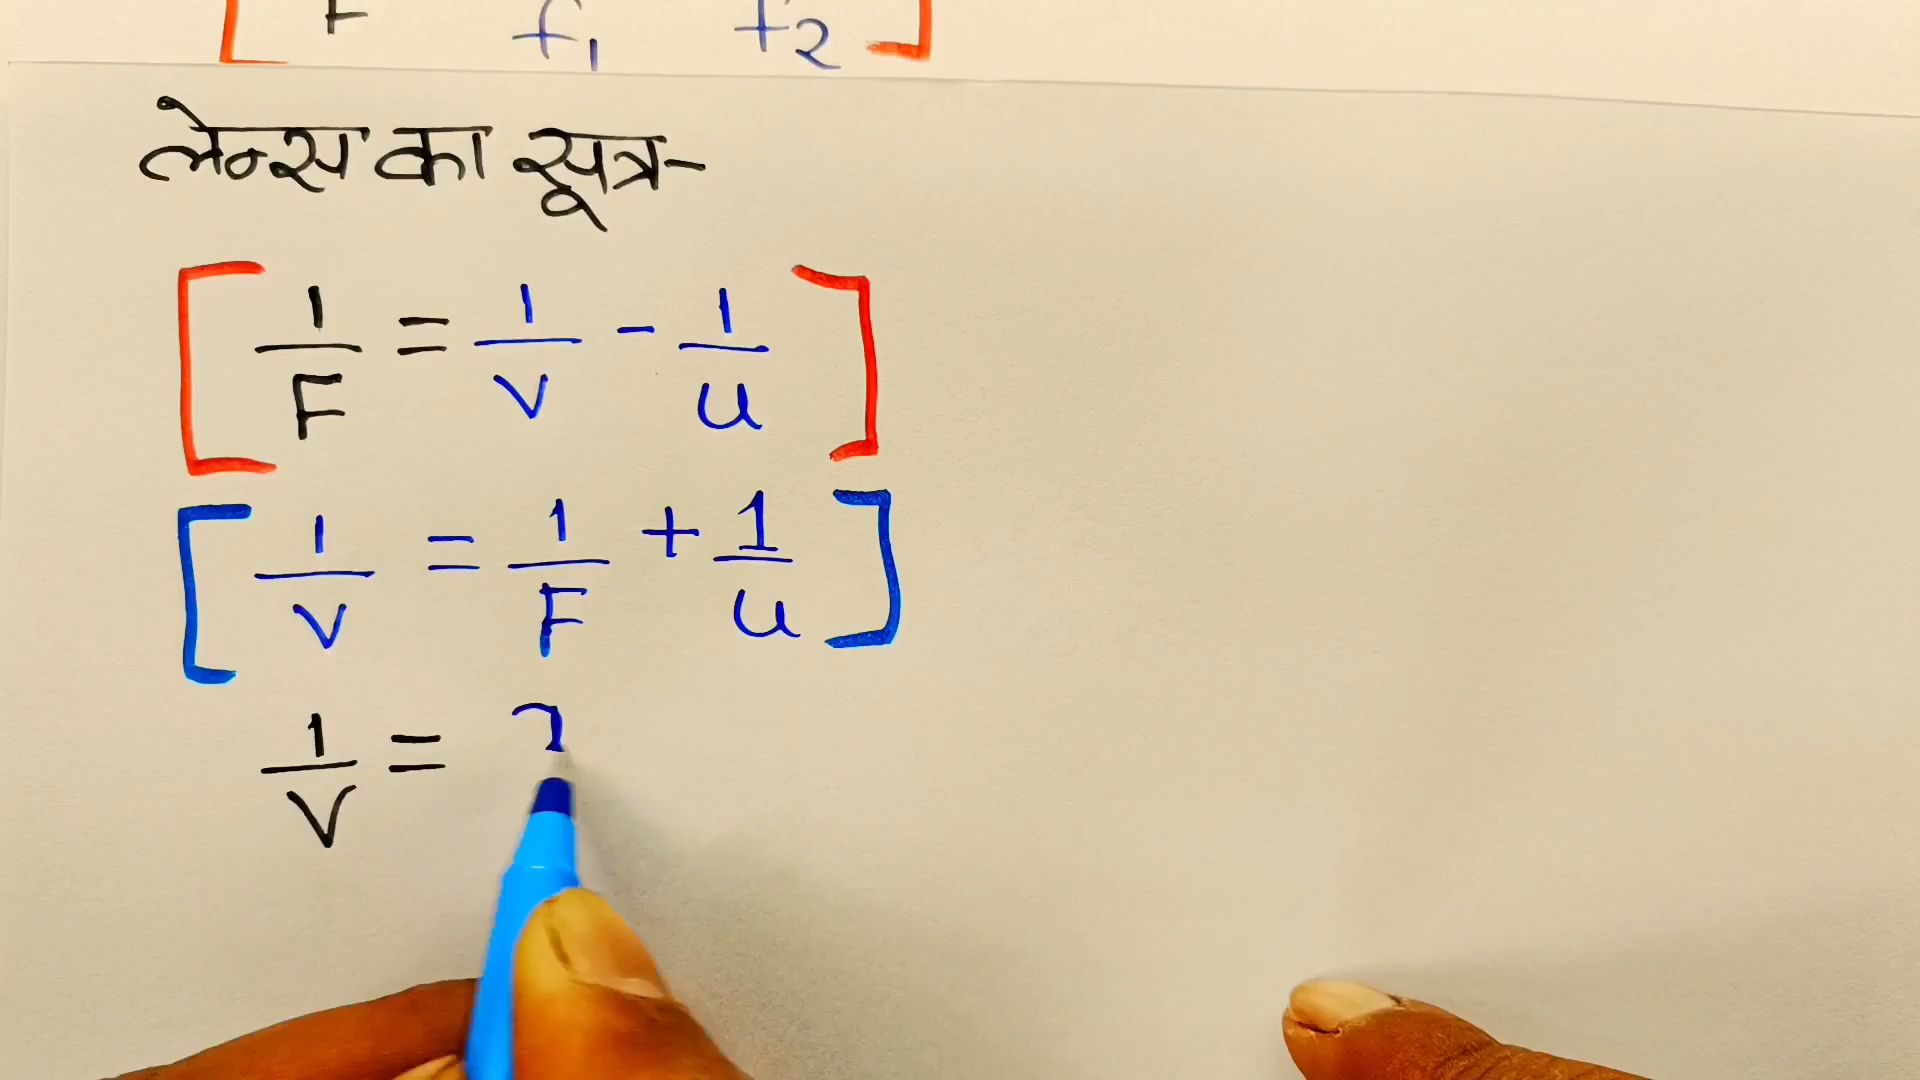 F f₁ f₂
लेन्स का सूत्र-
[ 1/F = 1/v - 1/u ]
[ 1/v = 1/F + 1/u ]
1/V =